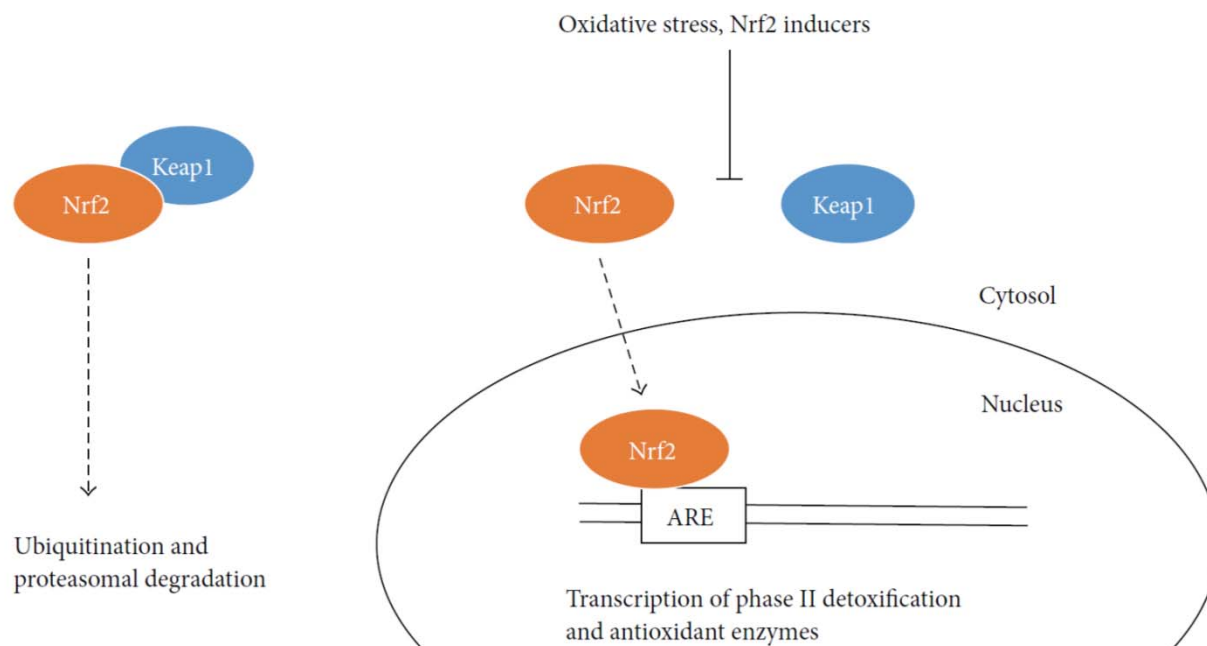 Oxidative stress, Nrf2 inducers
Keap1
Nrf2
Nrf2
Keap1
Cytosol
Nucleus
Nrf2
ARE
Ubiquitination and
proteasomal degradation
Transcription of phase II detoxification
and antioxidant enzymes